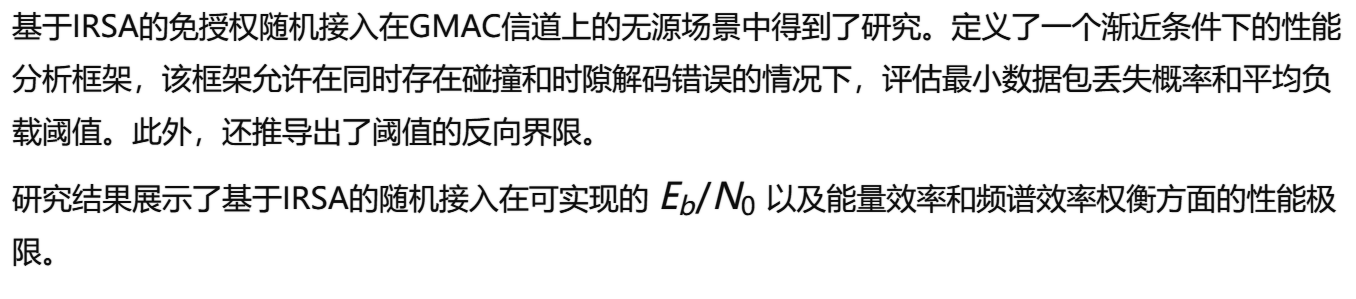 基于IRSA的免授权随机接入在GMAC信道上的无源场景中得到了研究。定义了一个渐近条件下的性能
分析框架，该框架允许在同时存在碰撞和时隙解码错误的情况下，评估最小数据包丢失概率和平均负
载阈值。此外，还推导出了阈值的反向界限。
研究结果展示了基于IRSA的随机接入在可实现的 E_b/N_0 以及能量效率和频谱效率权衡方面的性能极
限。